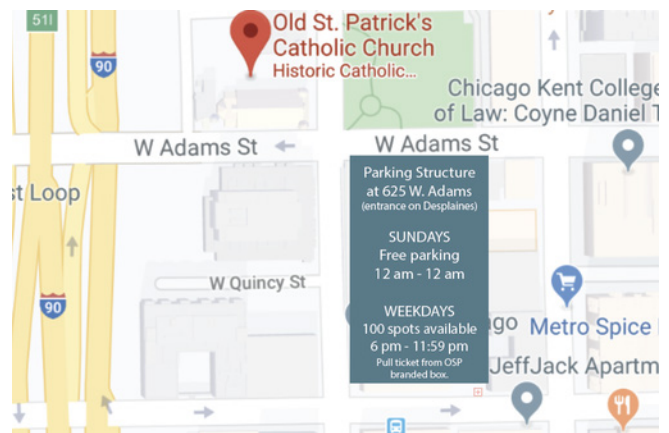 51I
90
Old St. Patrick's
Catholic Church
Historic Catholic...
Chicago Kent College
of Law: Coyne Daniel T
W Adams St
W Adams St
st Loop
Parking Structure
at 625 W. Adams
(entrance on Desplaines)
SUNDAYS
Free parking
12 am - 12 am
W Quincy St
90
WEEKDAYS
100 spots available
6 pm - 11:59 pm
Pull ticket from OSP
branded box.
go
Metro Spice
JeffJack Apartm